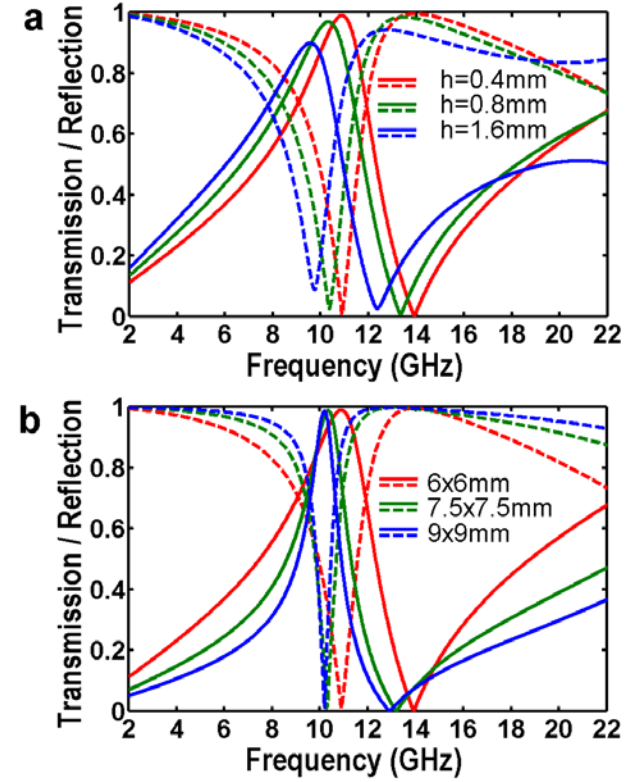 a
Transmission / Reflection
1
0.8
0.6
0.4
0.2
0
h=0.4mm
h=0.8mm
h=1.6mm
2 4 6 8 10 12 14 16 18 20 22
Frequency (GHz)
b
Transmission / Reflection
1
0.8
0.6
0.4
0.2
0
6x6mm
7.5x7.5mm
9x9mm
2 4 6 8 10 12 14 16 18 20 22
Frequency (GHz)